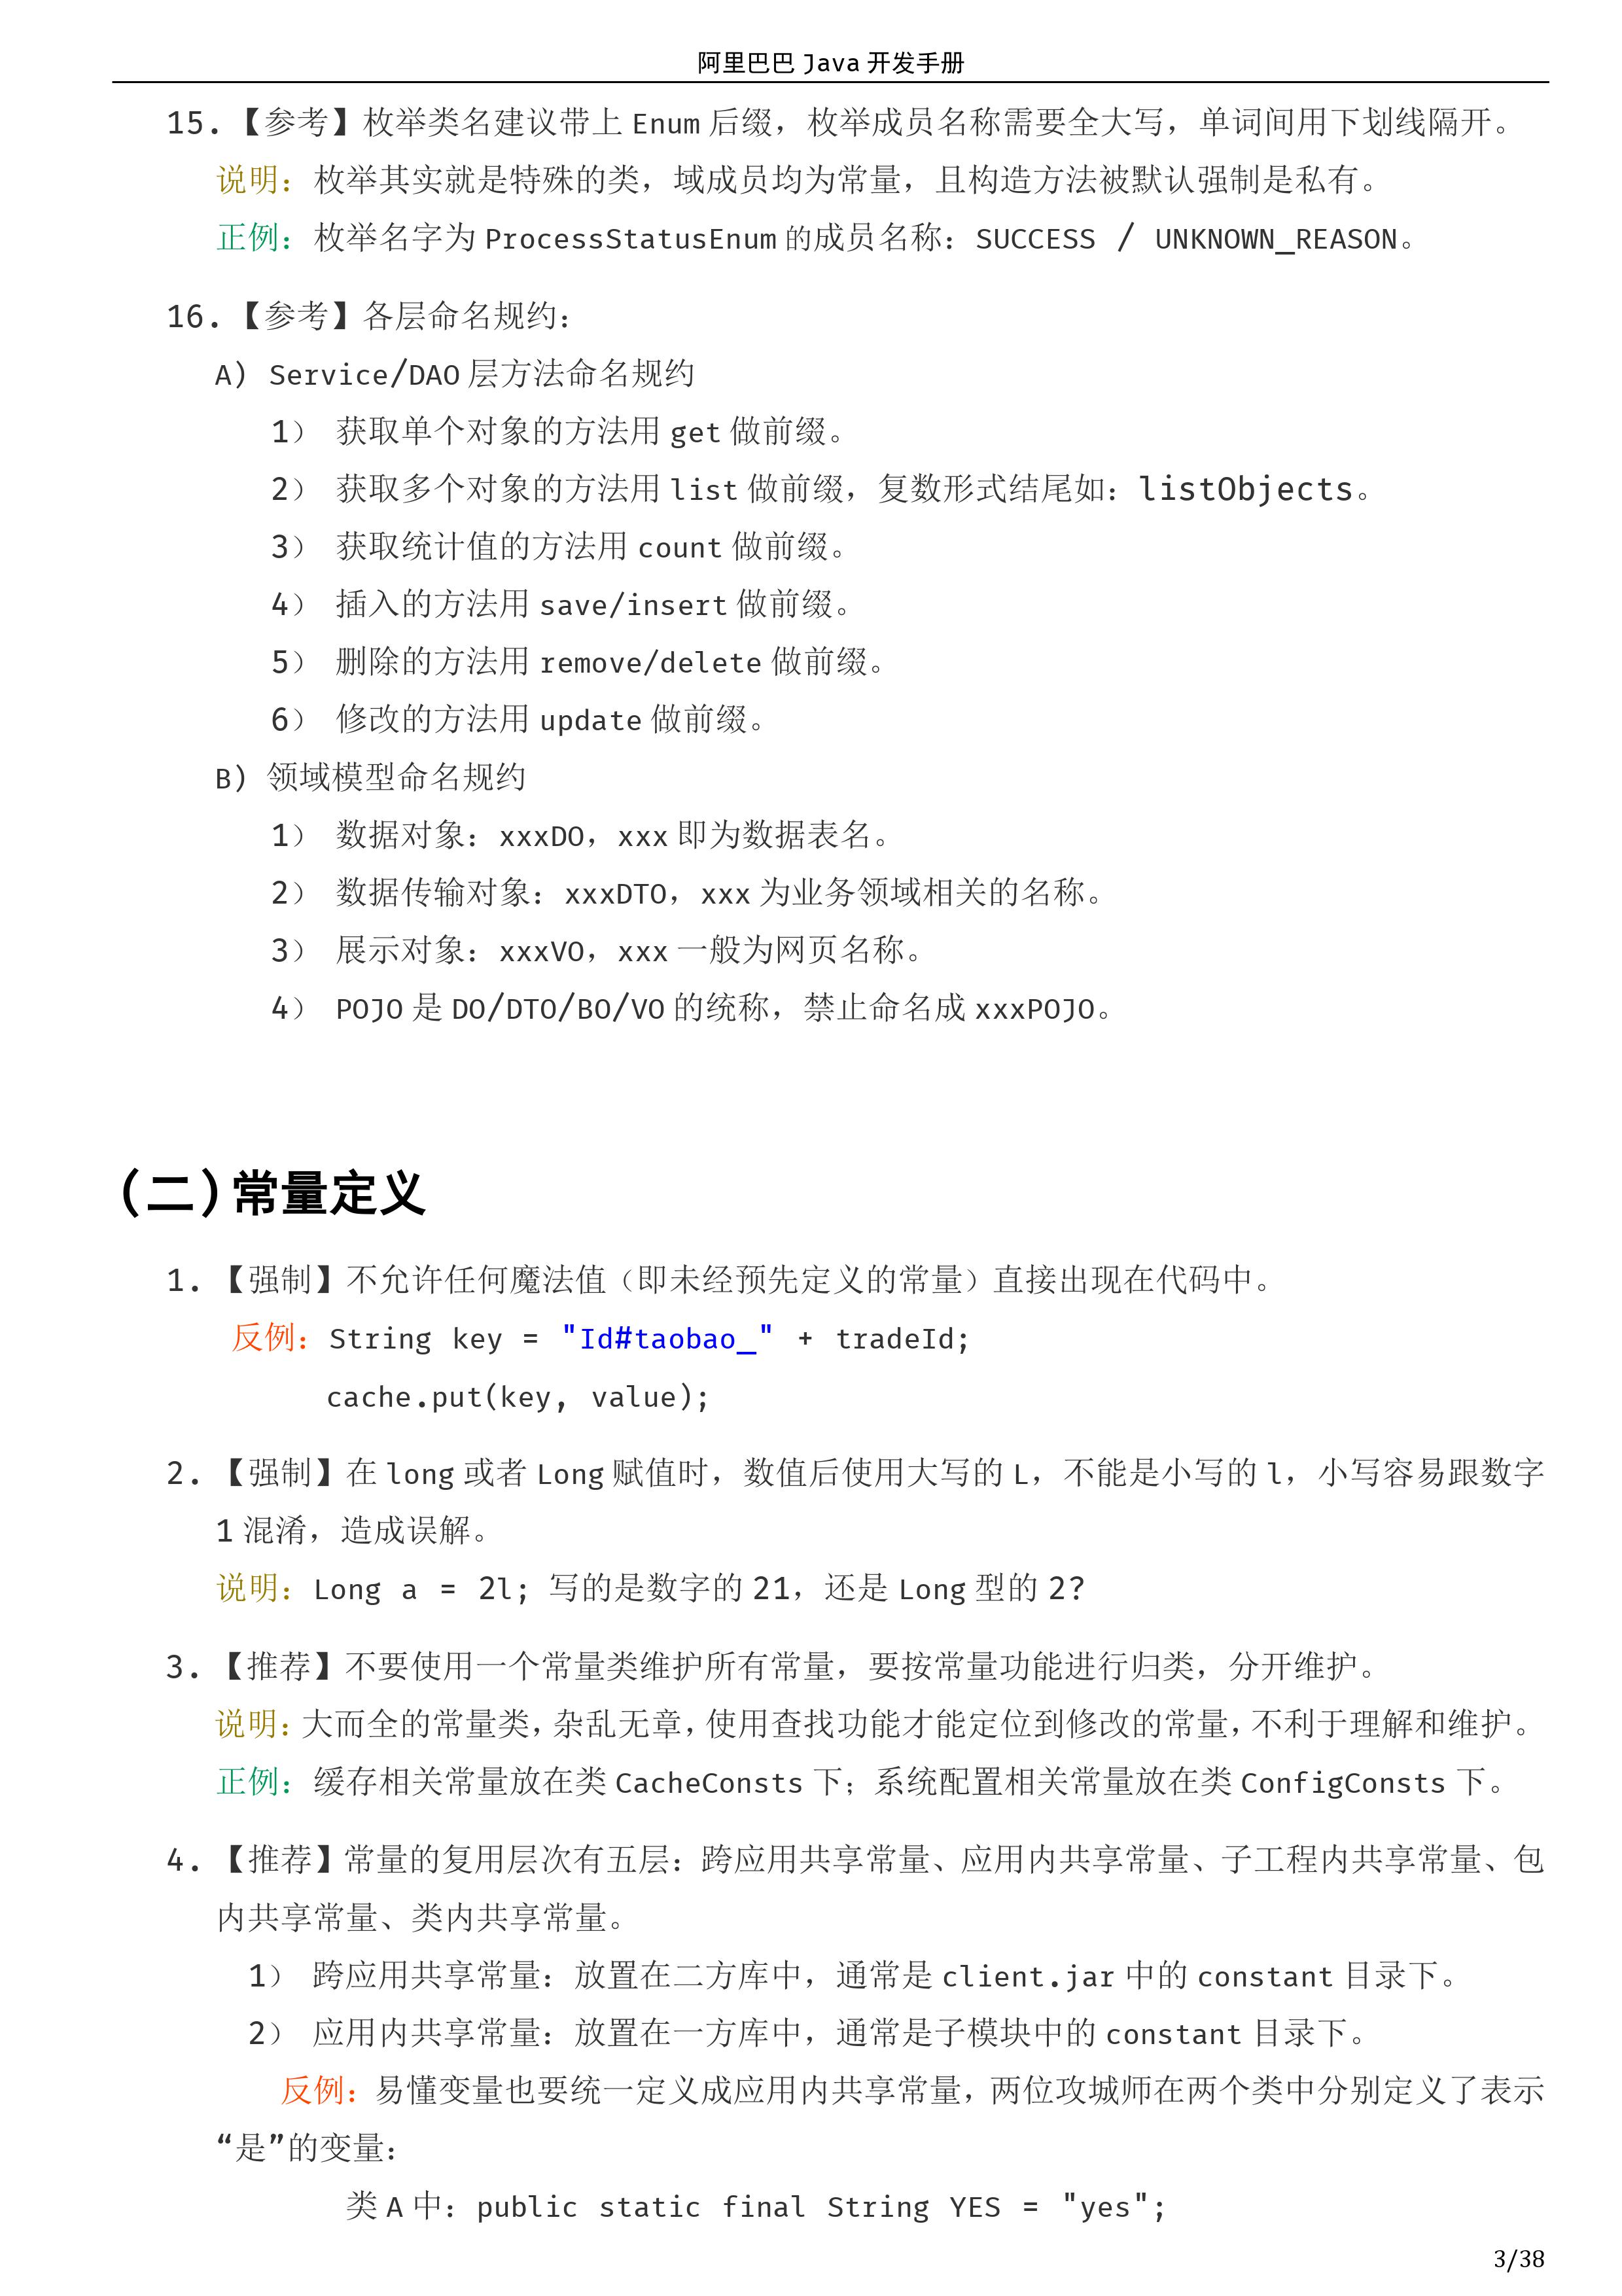 阿里巴巴 Java 开发手册
15.【参考】枚举类名建议带上 Enum 后缀，枚举成员名称需要全大写，单词间用下划线隔开。
说明：枚举其实就是特殊的类，域成员均为常量，且构造方法被默认强制是私有。
正例：枚举名字为 ProcessStatusEnum 的成员名称：SUCCESS / UNKNOWN_REASON。
16.【参考】各层命名规约：
A) Service/DAO 层方法命名规约
1） 获取单个对象的方法用 get 做前缀。
2） 获取多个对象的方法用 list 做前缀，复数形式结尾如：listObjects。
3） 获取统计值的方法用 count 做前缀。
4） 插入的方法用 save/insert 做前缀。
5） 删除的方法用 remove/delete 做前缀。
6） 修改的方法用 update 做前缀。
B) 领域模型命名规约
1） 数据对象：xxxDO，xxx 即为数据表名。
2） 数据传输对象：xxxDTO，xxx 为业务领域相关的名称。
3） 展示对象：xxxVO，xxx 一般为网页名称。
4） POJO 是 DO/DTO/BO/VO 的统称，禁止命名成 xxxPOJO。
(二)常量定义
1. 【强制】不允许任何魔法值（即未经预先定义的常量）直接出现在代码中。
反例：String key = "Id#taobao_" + tradeId;
cache.put(key, value);
2. 【强制】在 long 或者 Long 赋值时，数值后使用大写的 L，不能是小写的 l，小写容易跟数字
1 混淆，造成误解。
说明：Long a = 2l; 写的是数字的 21，还是 Long 型的 2?
3. 【推荐】不要使用一个常量类维护所有常量，要按常量功能进行归类，分开维护。
说明：大而全的常量类，杂乱无章，使用查找功能才能定位到修改的常量，不利于理解和维护。
正例：缓存相关常量放在类 CacheConsts 下；系统配置相关常量放在类 ConfigConsts 下。
4. 【推荐】常量的复用层次有五层：跨应用共享常量、应用内共享常量、子工程内共享常量、包
内共享常量、类内共享常量。
1） 跨应用共享常量：放置在二方库中，通常是 client.jar 中的 constant 目录下。
2） 应用内共享常量：放置在一方库中，通常是子模块中的 constant 目录下。
反例：易懂变量也要统一定义成应用内共享常量，两位攻城师在两个类中分别定义了表示
“是”的变量：
类 A 中：public static final String YES = "yes";
3/38